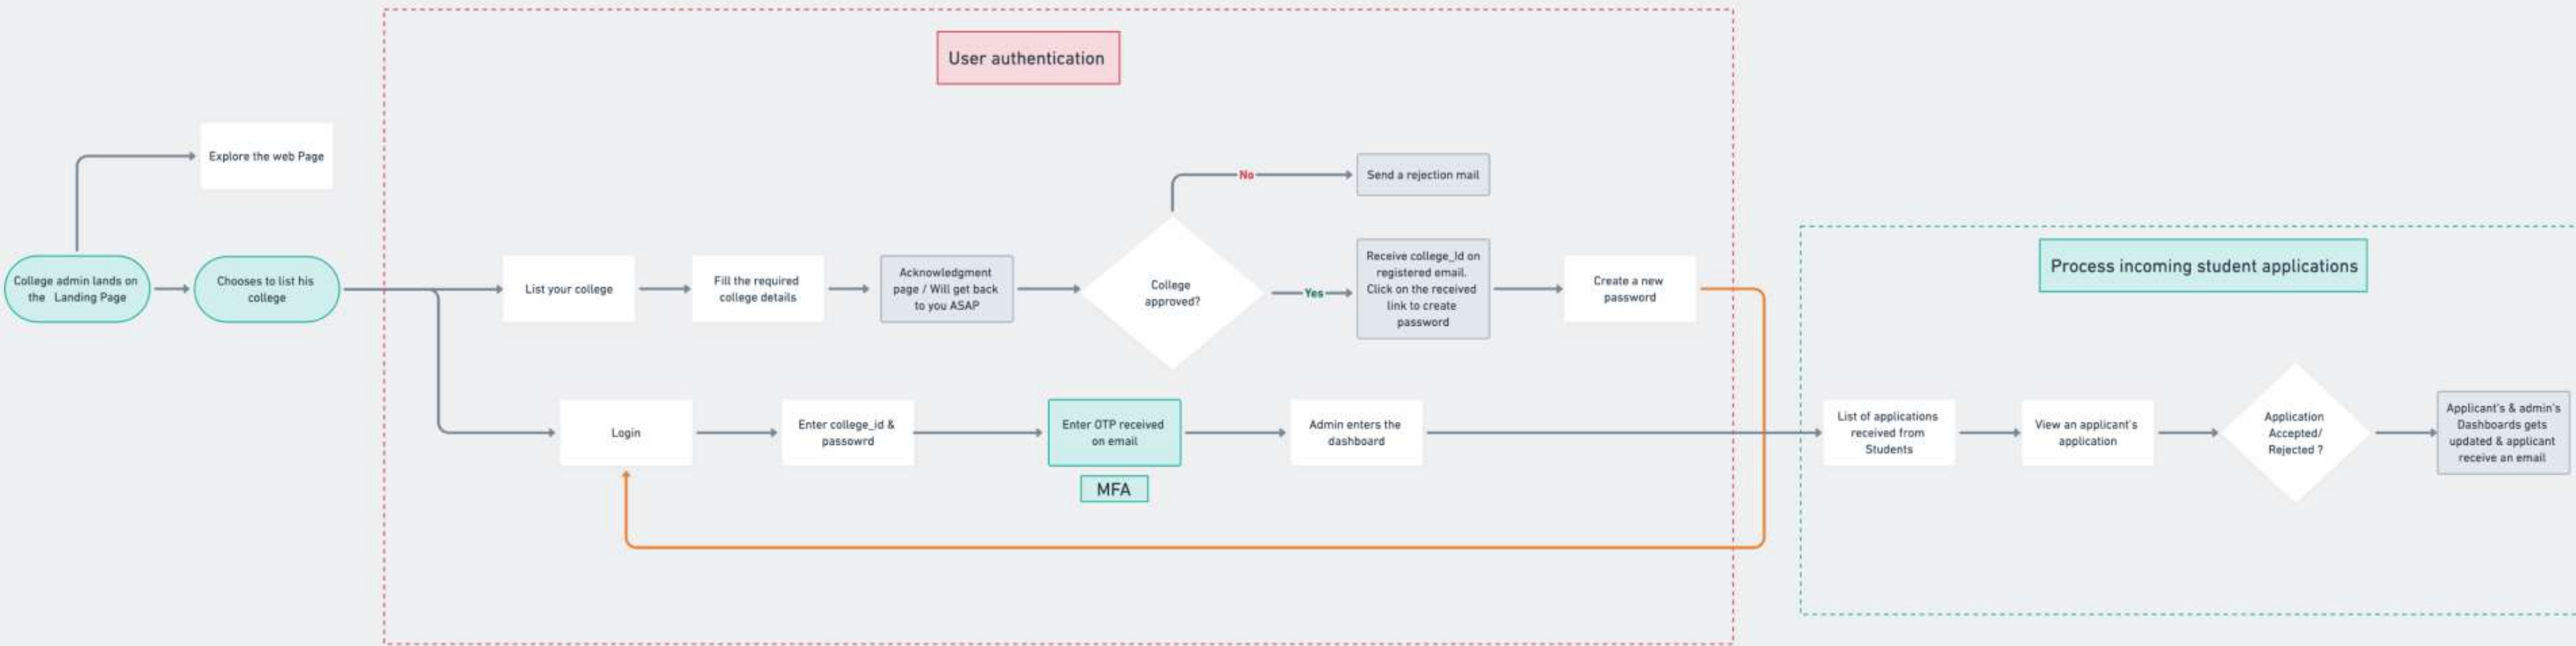 User authentication
Explore the web Page
No
Send a rejection mail
College admin lands on
the Landing Page
Chooses to list his
college
List your college
Fill the required
college details
Acknowledgment
page / Will get back
to you ASAP
College
approved?
Yes
Receive college_Id on
registered email.
Click on the received
link to create
password
Create a new
password
Process incoming student applications
Login
Enter college_id &
passowrd
Enter OTP received
on email
MFA
Admin enters the
dashboard
List of applications
received from
Students
View an applicant's
application
Application
Accepted/
Rejected ?
Applicant's & admin's
Dashboards gets
updated & applicant
receive an email